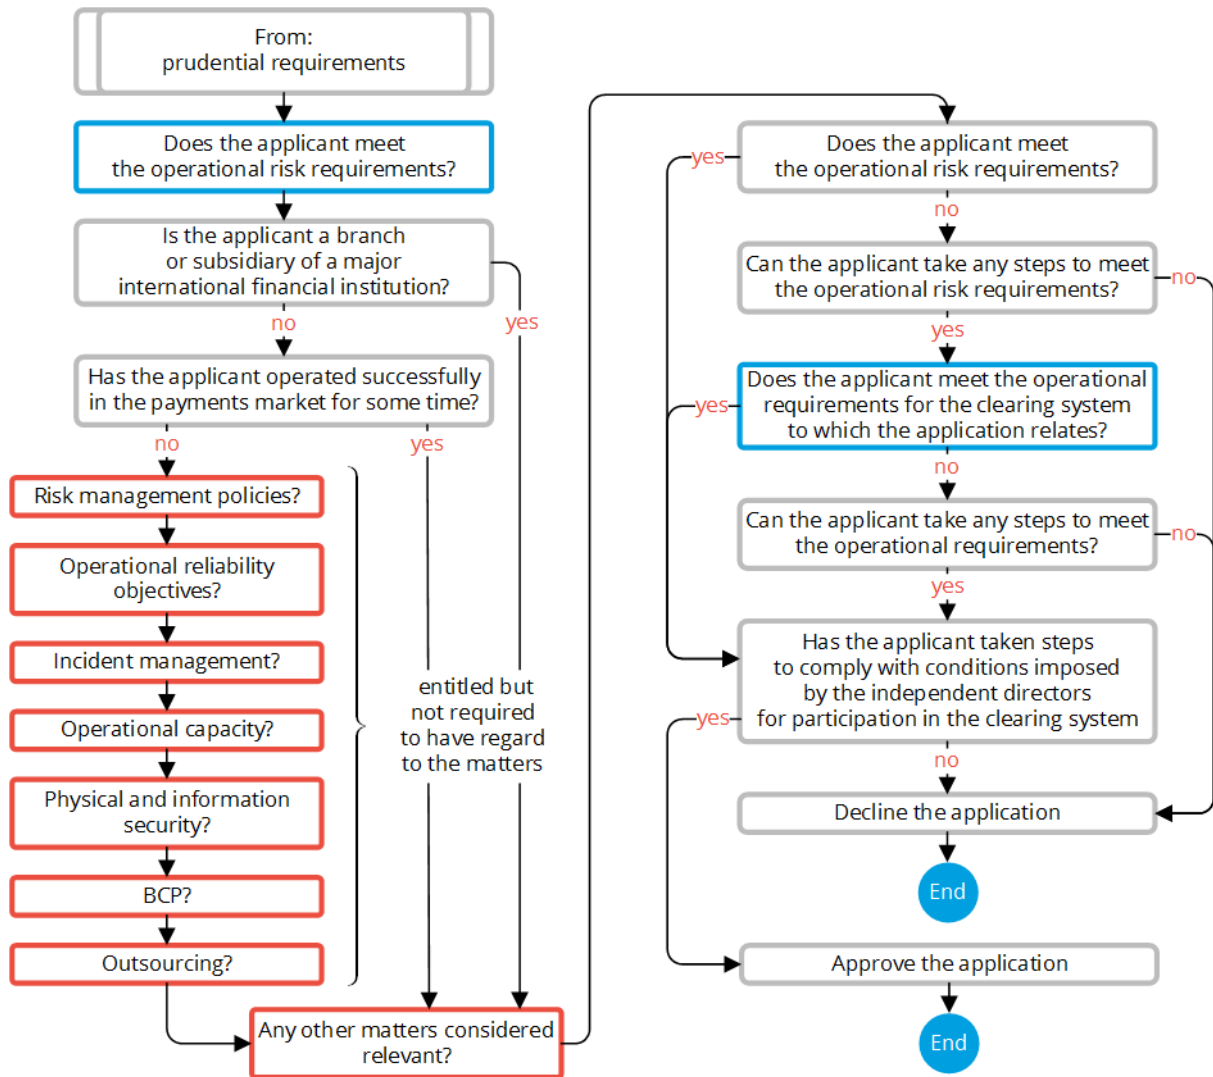 From:
prudential requirements
Does the applicant meet
the operational risk requirements?
Is the applicant a branch
or subsidiary of a major
international financial institution?
no
yes
Has the applicant operated successfully
in the payments market for some time?
no
yes
Risk management policies?
Operational reliability
objectives?
Incident management?
Operational capacity?
Physical and information
security?
BCP?
Outsourcing?
entitled but
not required
to have regard
to the matters
Any other matters considered
relevant?
Does the applicant meet
the operational risk requirements?
yes
no
Can the applicant take any steps to meet
the operational risk requirements?
no
yes
Does the applicant meet the operational
requirements for the clearing system
to which the application relates?
yes
no
Can the applicant take any steps to meet
the operational requirements?
no
yes
Has the applicant taken steps
to comply with conditions imposed
by the independent directors
for participation in the clearing system
yes
no
Decline the application
End
Approve the application
End